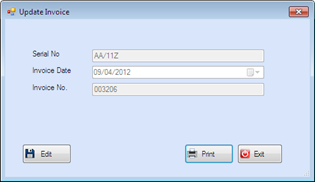 Update Invoice
Serial No AA/11Z
Invoice Date 09/04/2012
Invoice No. 003206
Edit Print Exit